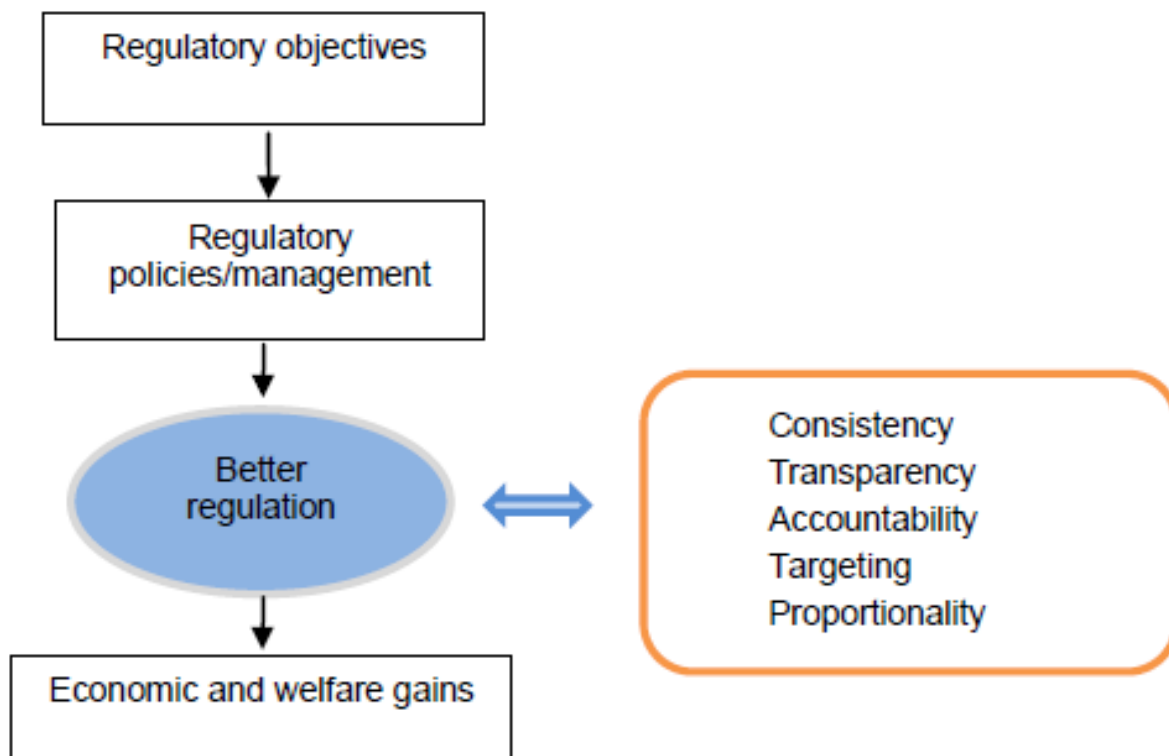 Regulatory objectives
Regulatory
policies/management
Better
regulation
Economic and welfare gains
Consistency
Transparency
Accountability
Targeting
Proportionality